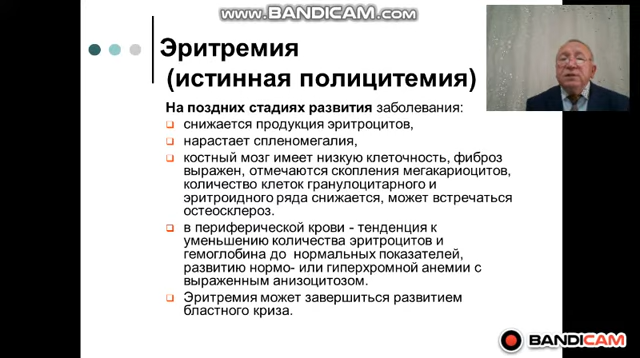 www.BANDICAM.com
Эритремия
(истинная полицитемия)
На поздних стадиях развития заболевания:
снижается продукция эритроцитов,
нарастает спленомегалия,
костный мозг имеет низкую клеточность, фиброз
выражен, отмечаются скопления мегакариоцитов,
количество клеток гранулоцитарного и
эритроидного ряда снижается, может встречаться
остеосклероз.
в периферической крови - тенденция к
уменьшению количества эритроцитов и
гемоглобина до нормальных показателей,
развитию нормо- или гиперхромной анемии с
выраженным анизоцитозом.
Эритремия может завершиться развитием
бластного криза.
BANDICAM